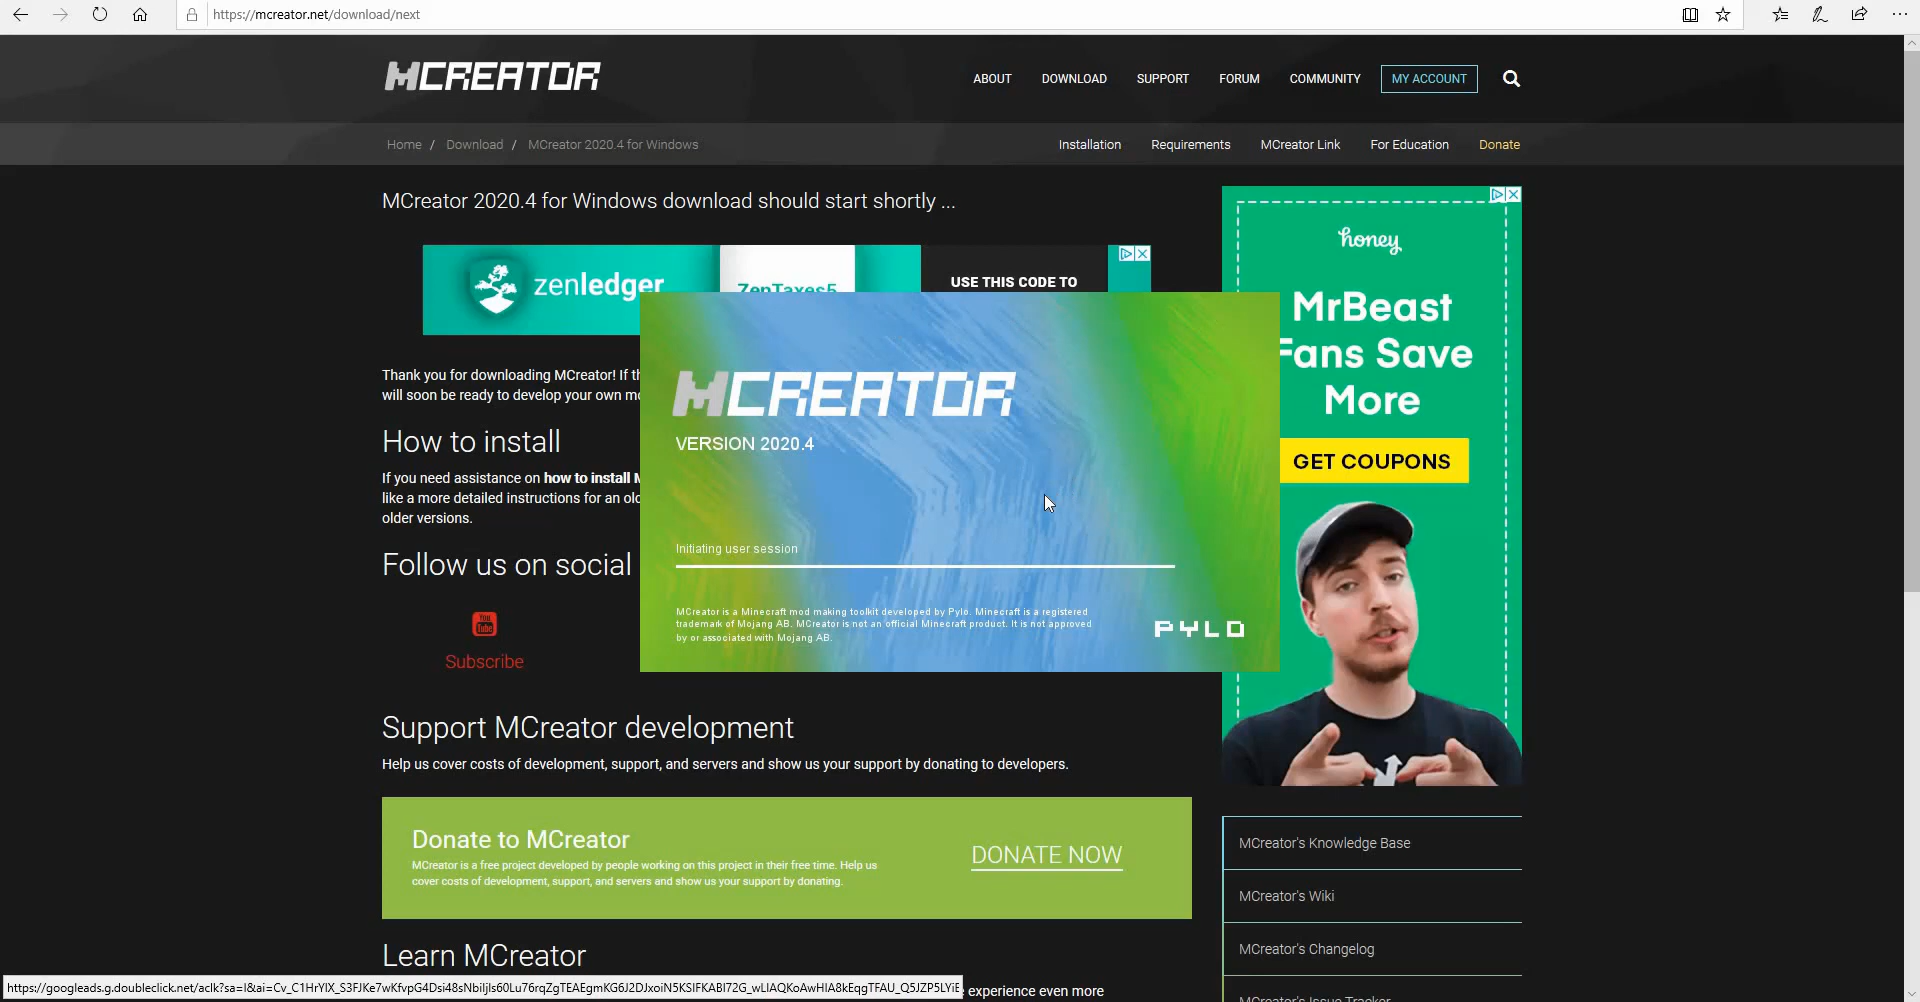 https://mcreator.net/download/next
MCREATOR
ABOUT
DOWNLOAD
SUPPORT
FORUM
COMMUNITY
MY ACCOUNT
Home / Download / MCreator 2020.4 for Windows
Installation
Requirements
MCreator Link
For Education
Donate
MCreator 2020.4 for Windows download should start shortly ...
zenledger
ZenTaxes5
USE THIS CODE TO
honey
MrBeast
Fans Save
More
GET COUPONS
Thank you for downloading MCreator! If th
will soon be ready to develop your own mo
How to install
If you need assistance on how to install M
like a more detailed instructions for an old
older versions.
Follow us on social
You
Tube
Subscribe
MCREATOR
VERSION 2020.4
Initiating user session
MCreator is a Minecraft mod making toolkit developed by Pylo. Minecraft is a registered
trademark of Mojang AB. MCreator is not an official Minecraft product. It is not approved
by or associated with Mojang AB.
PYLO
Support MCreator development
Help us cover costs of development, support, and servers and show us your support by donating to developers.
Donate to MCreator
MCreator is a free project developed by people working on this project in their free time. Help us
cover costs of development, support, and servers and show us your support by donating.
DONATE NOW
MCreator's Knowledge Base
MCreator's Wiki
MCreator's Changelog
MCreator's Issue Tracker
Learn MCreator
experience even more